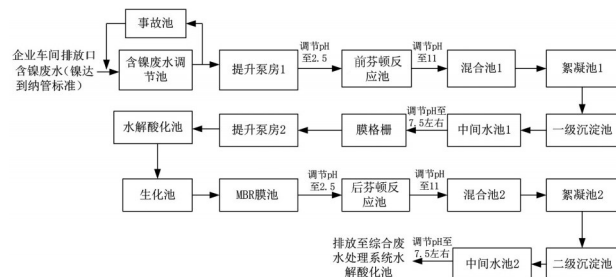 事故池
企业车间排放口
含镍废水(镍达
到纳管标准)
含镍废水调
节池
提升泵房1
调节pH
至2.5
前芬顿反
应池
调节pH
至11
混合池1
絮凝池1
水解酸化池
提升泵房2
膜格栅
调节pH至
7.5左右
中间水池1
一级沉淀池
生化池
MBR膜池
调节pH
至2.5
后芬顿反
应池
调节pH
至11
混合池2
絮凝池2
排放至综合废
水处理系统水
解酸化池
调节pH至
7.5左右
中间水池2
二级沉淀池